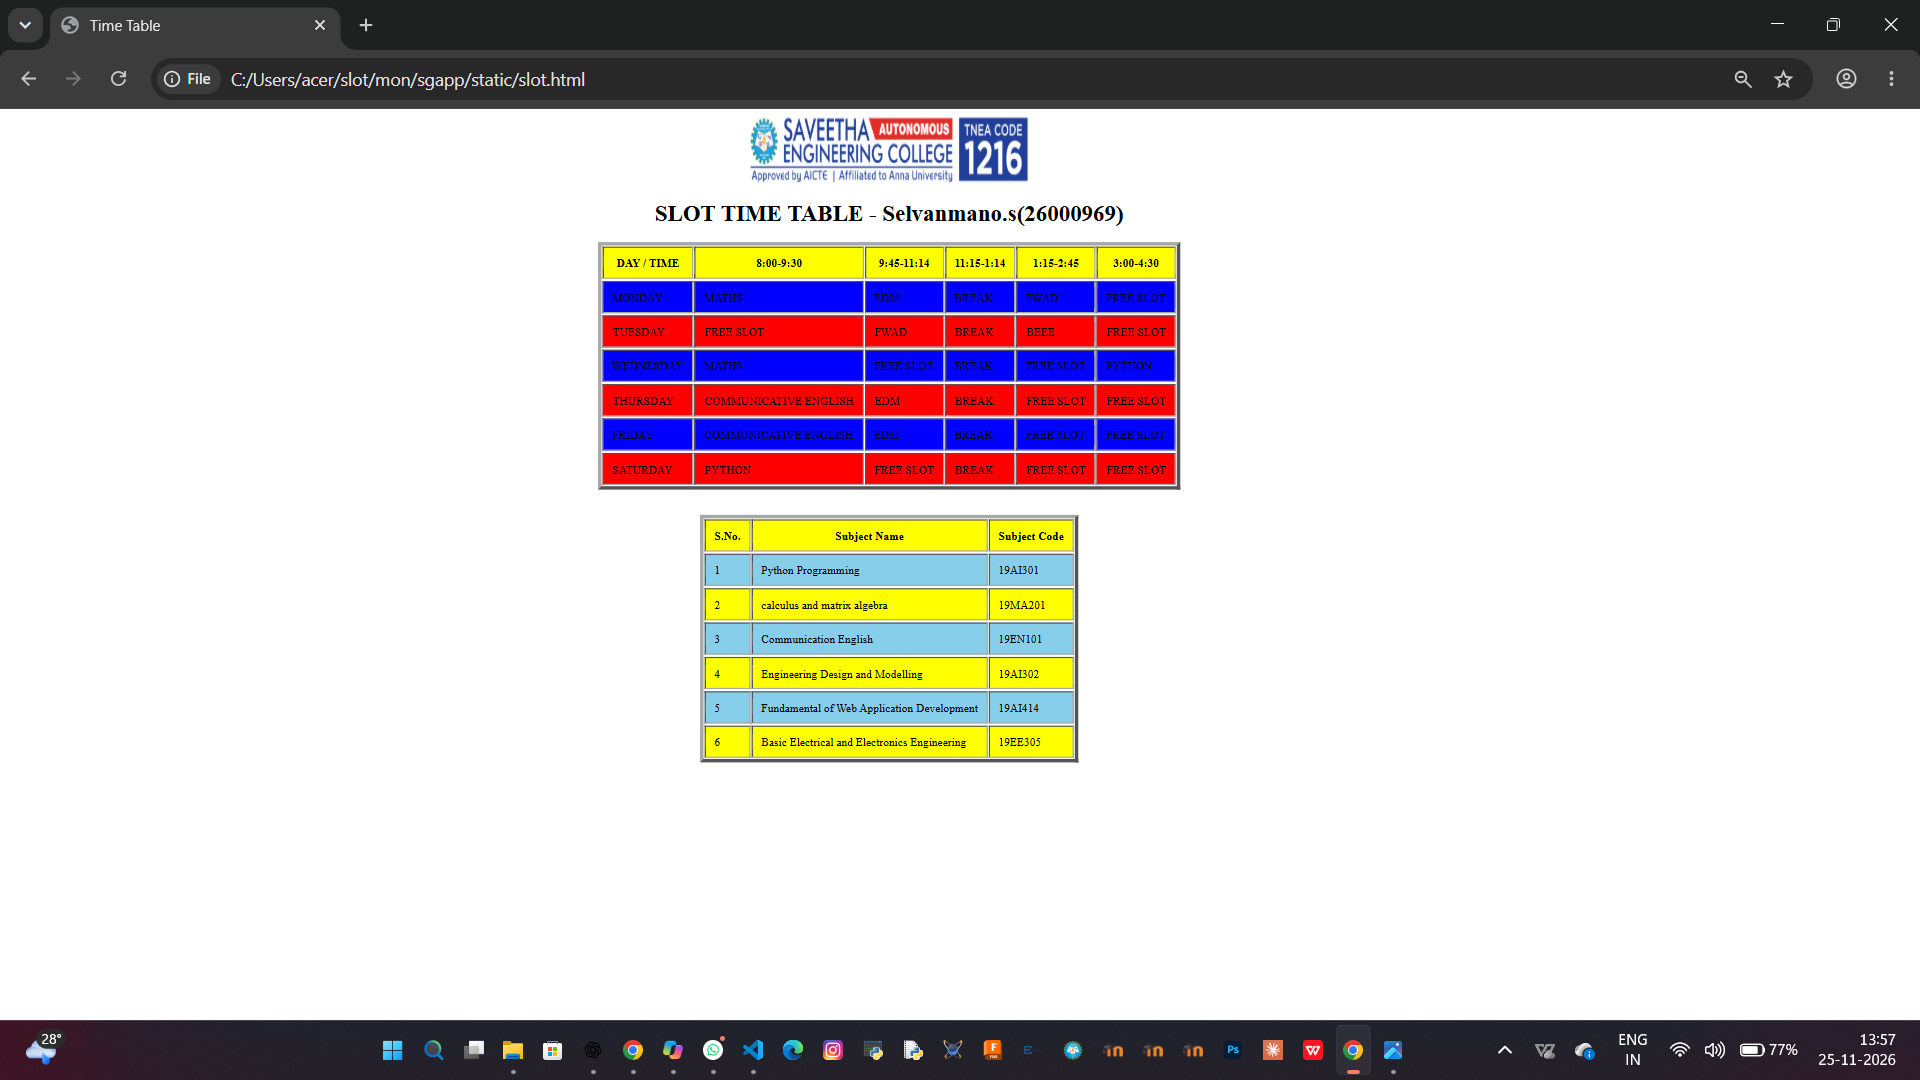 Time Table
File
C:/Users/acer/slot/mon/sgapp/static/slot.html
SAVEETHA AUTONOMOUS
ENGINEERING COLLEGE
Approved by AICTE | Affiliated to Anna University
TNEA CODE
1216
SLOT TIME TABLE - Selvanmano.s(26000969)
DAY / TIME 8:00-9:30 9:45-11:14 11:15-1:14 1:15-2:45 3:00-4:30
MONDAY MATHS EDM BREAK FWAD FREE SLOT
TUESDAY FREE SLOT FWAD BREAK BEEE FREE SLOT
WEDNESDAY MATHS FREE SLOT BREAK FREE SLOT PYTHON
THURSDAY COMMUNICATIVE ENGLISH EDM BREAK FREE SLOT FREE SLOT
FRIDAY COMMUNICATIVE ENGLISH EDM BREAK FREE SLOT FREE SLOT
SATURDAY PYTHON FREE SLOT BREAK FREE SLOT FREE SLOT
S.No. Subject Name Subject Code
1 Python Programming 19AI301
2 calculus and matrix algebra 19MA201
3 Communication English 19EN101
4 Engineering Design and Modelling 19AI302
5 Fundamental of Web Application Development 19AI414
6 Basic Electrical and Electronics Engineering 19EE305
28°
ENG
IN
77%
13:57
25-11-2026